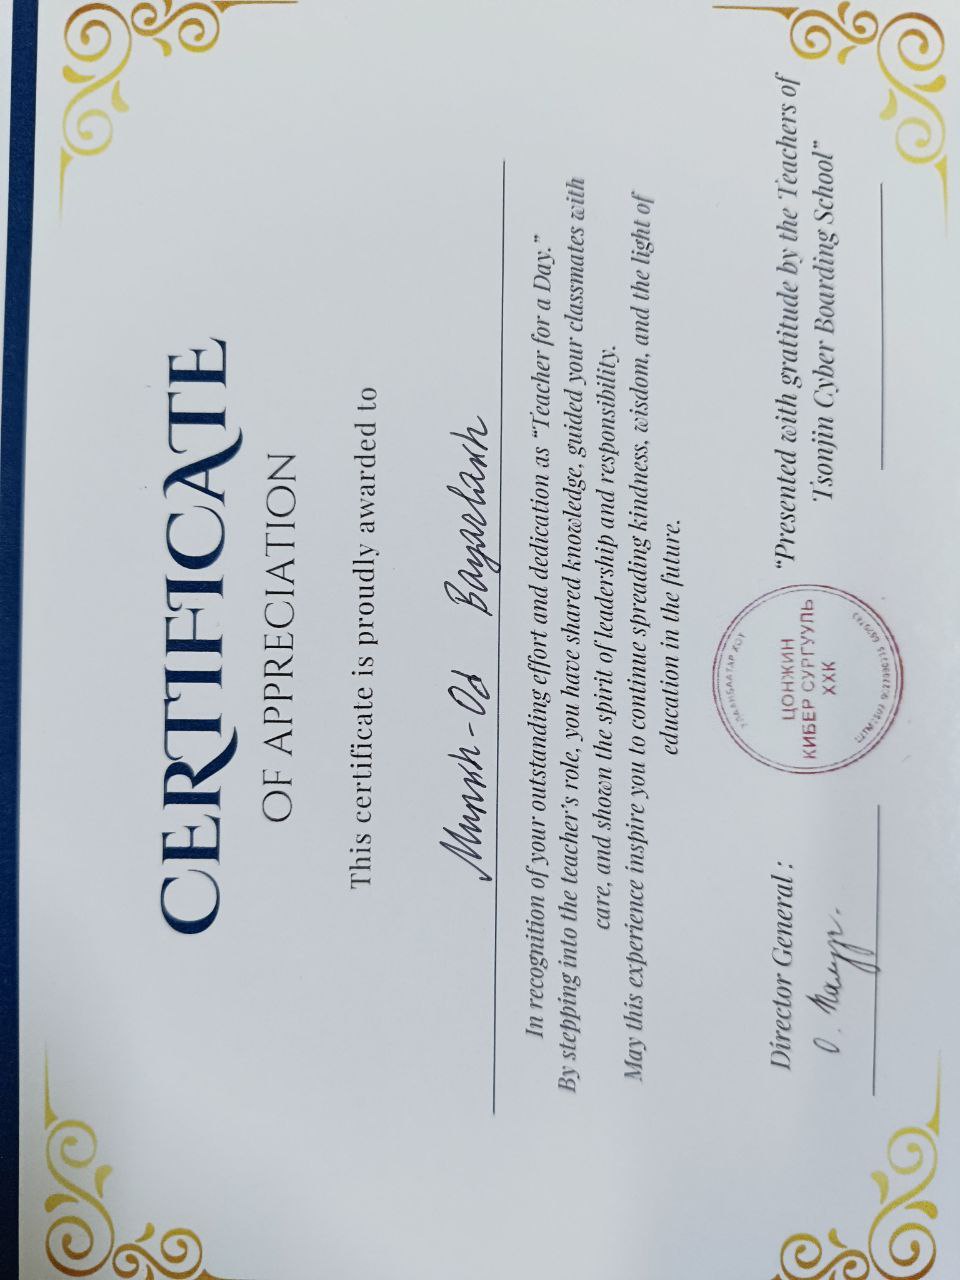 CERTIFICATE
OF APPRECIATION
This certificate is proudly awarded to
Munkh-Od Bayarkhankh
In recognition of your outstanding effort and dedication as “Teacher for a Day.”
By stepping into the teacher's role, you have shared knowledge, guided your classmates with
care, and shown the spirit of leadership and responsibility.
May this experience inspire you to continue spreading kindness, wisdom, and the light of
education in the future.
Director General :
“Presented with gratitude by the Teachers of
Tsonjin Cyber Boarding School”
УЛААНБААТАР ХОТ
ЦОНЖИН
КИБЕР СУРГУУЛЬ
ХХК